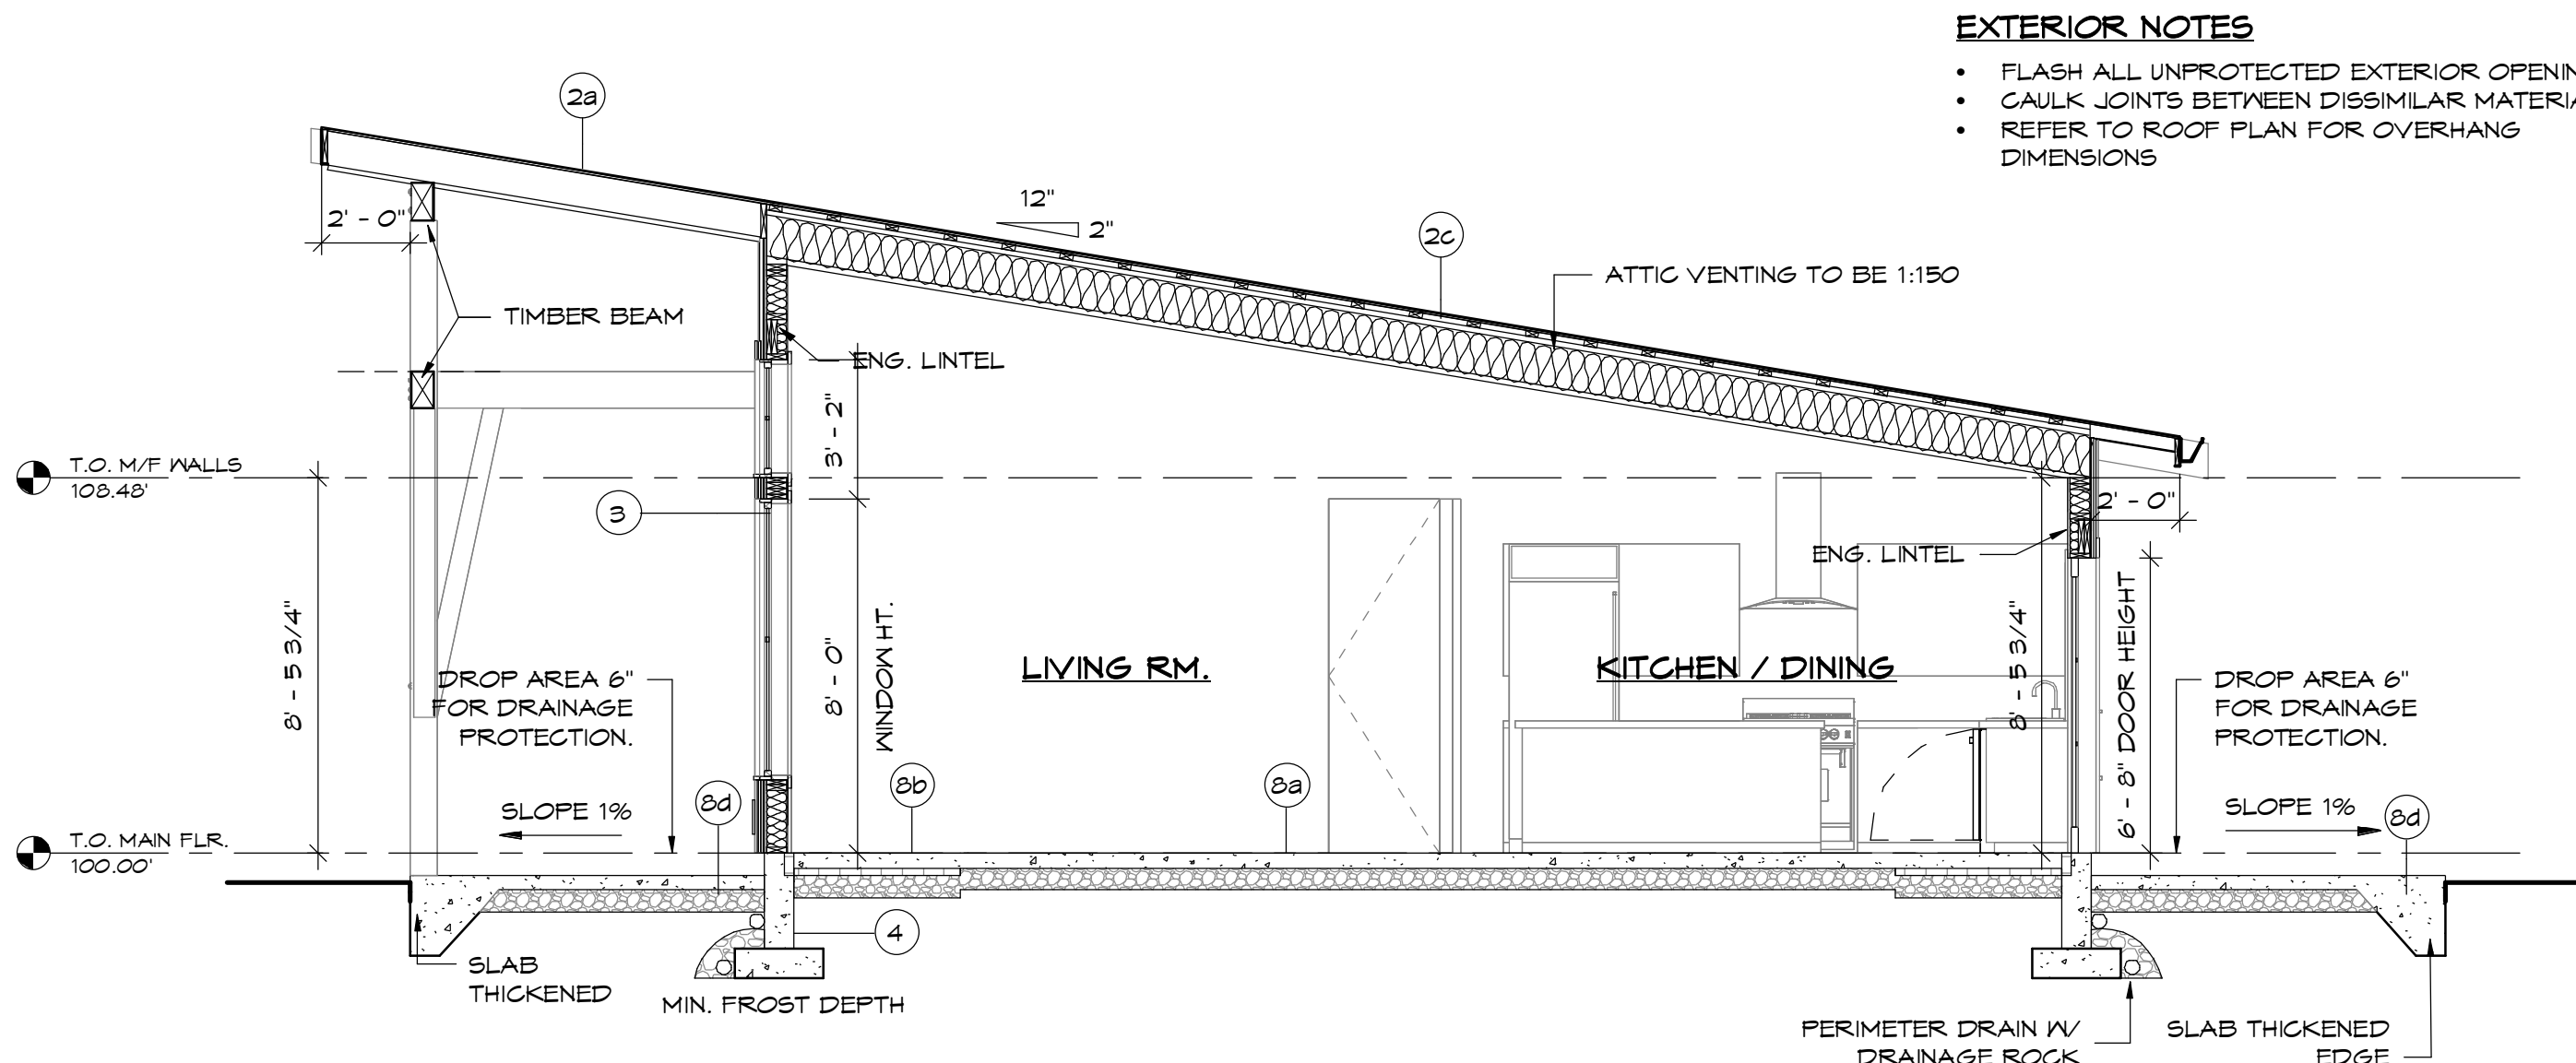 EXTERIOR NOTES
• FLASH ALL UNPROTECTED EXTERIOR
• CAULK JOINTS BETWEEN DISSIMILAR
• REFER TO ROOF PLAN FOR OVERHANG
DIMENSIONS
2a
12"
2"
2c
2' - 0"
ATTIC VENTING TO BE 1:150
TIMBER BEAM
ENG. LINTEL
3' - 2"
T.O. M/F WALLS
108.48'
3
2' - 0"
ENG. LINTEL
8' - 5 3/4"
DROP AREA 6"
FOR DRAINAGE
PROTECTION.
8' - 0"
WINDOW HT.
LIVING RM.
KITCHEN / DINING
8' - 5 3/4"
6' - 8" DOOR HEIGHT
DROP AREA 6"
FOR DRAINAGE
PROTECTION.
SLOPE 1%
8d
8b
8a
SLOPE 1%
8d
T.O. MAIN FLR.
100.00'
4
SLAB
THICKENED
MIN. FROST DEPTH
PERIMETER DRAIN W/
DRAINAGE ROCK
SLAB THICKENED
EDGE